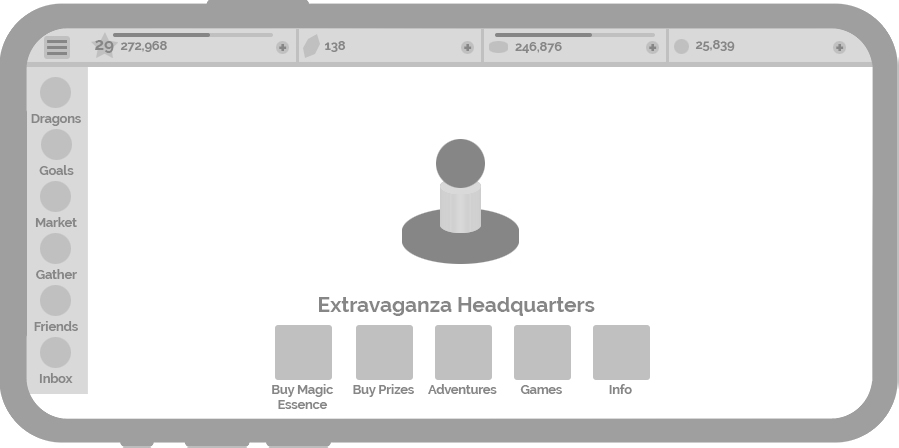 29 272,968 138 246,876 25,839
Dragons
Goals
Market
Gather
Friends
Inbox
Extravaganza Headquarters
Buy Magic Essence
Buy Prizes
Adventures
Games
Info